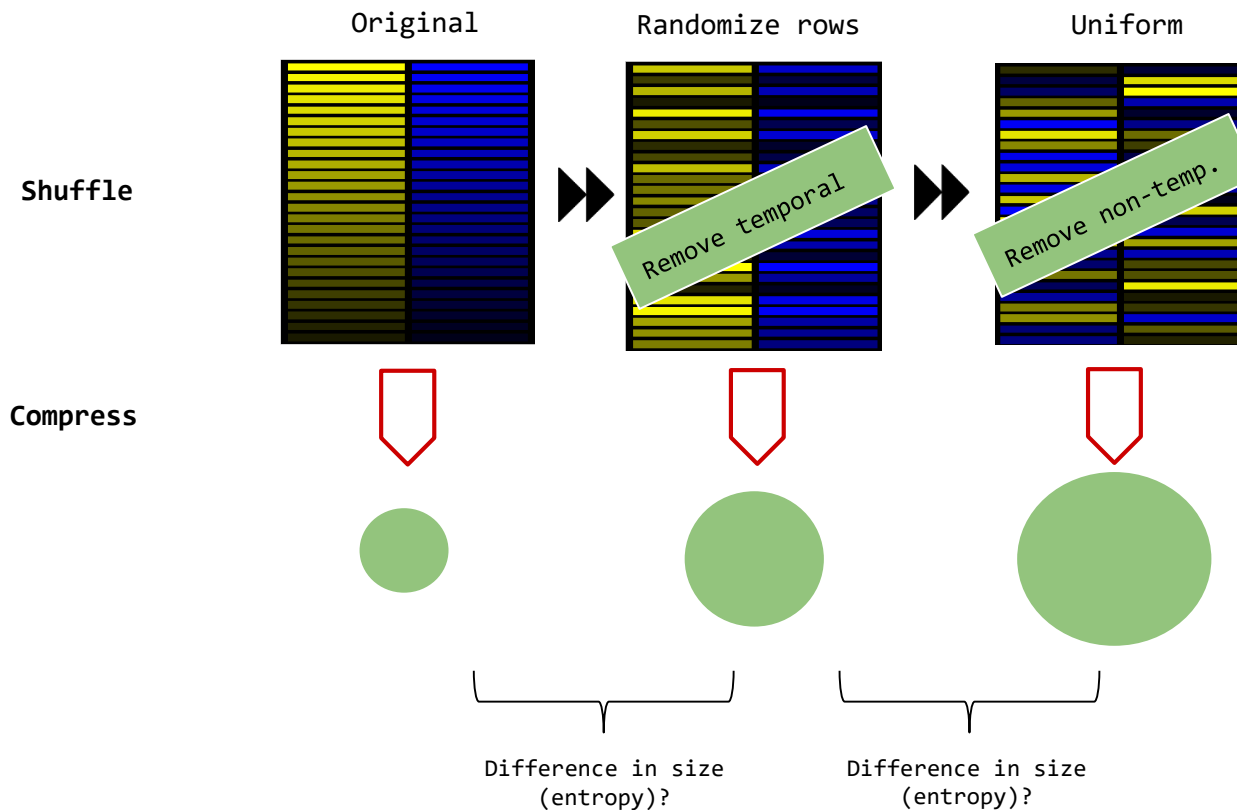 Original
Randomize rows
Uniform
Shuffle
Remove temporal
Remove non-temp.
Compress
Difference in size
(entropy)?
Difference in size
(entropy)?